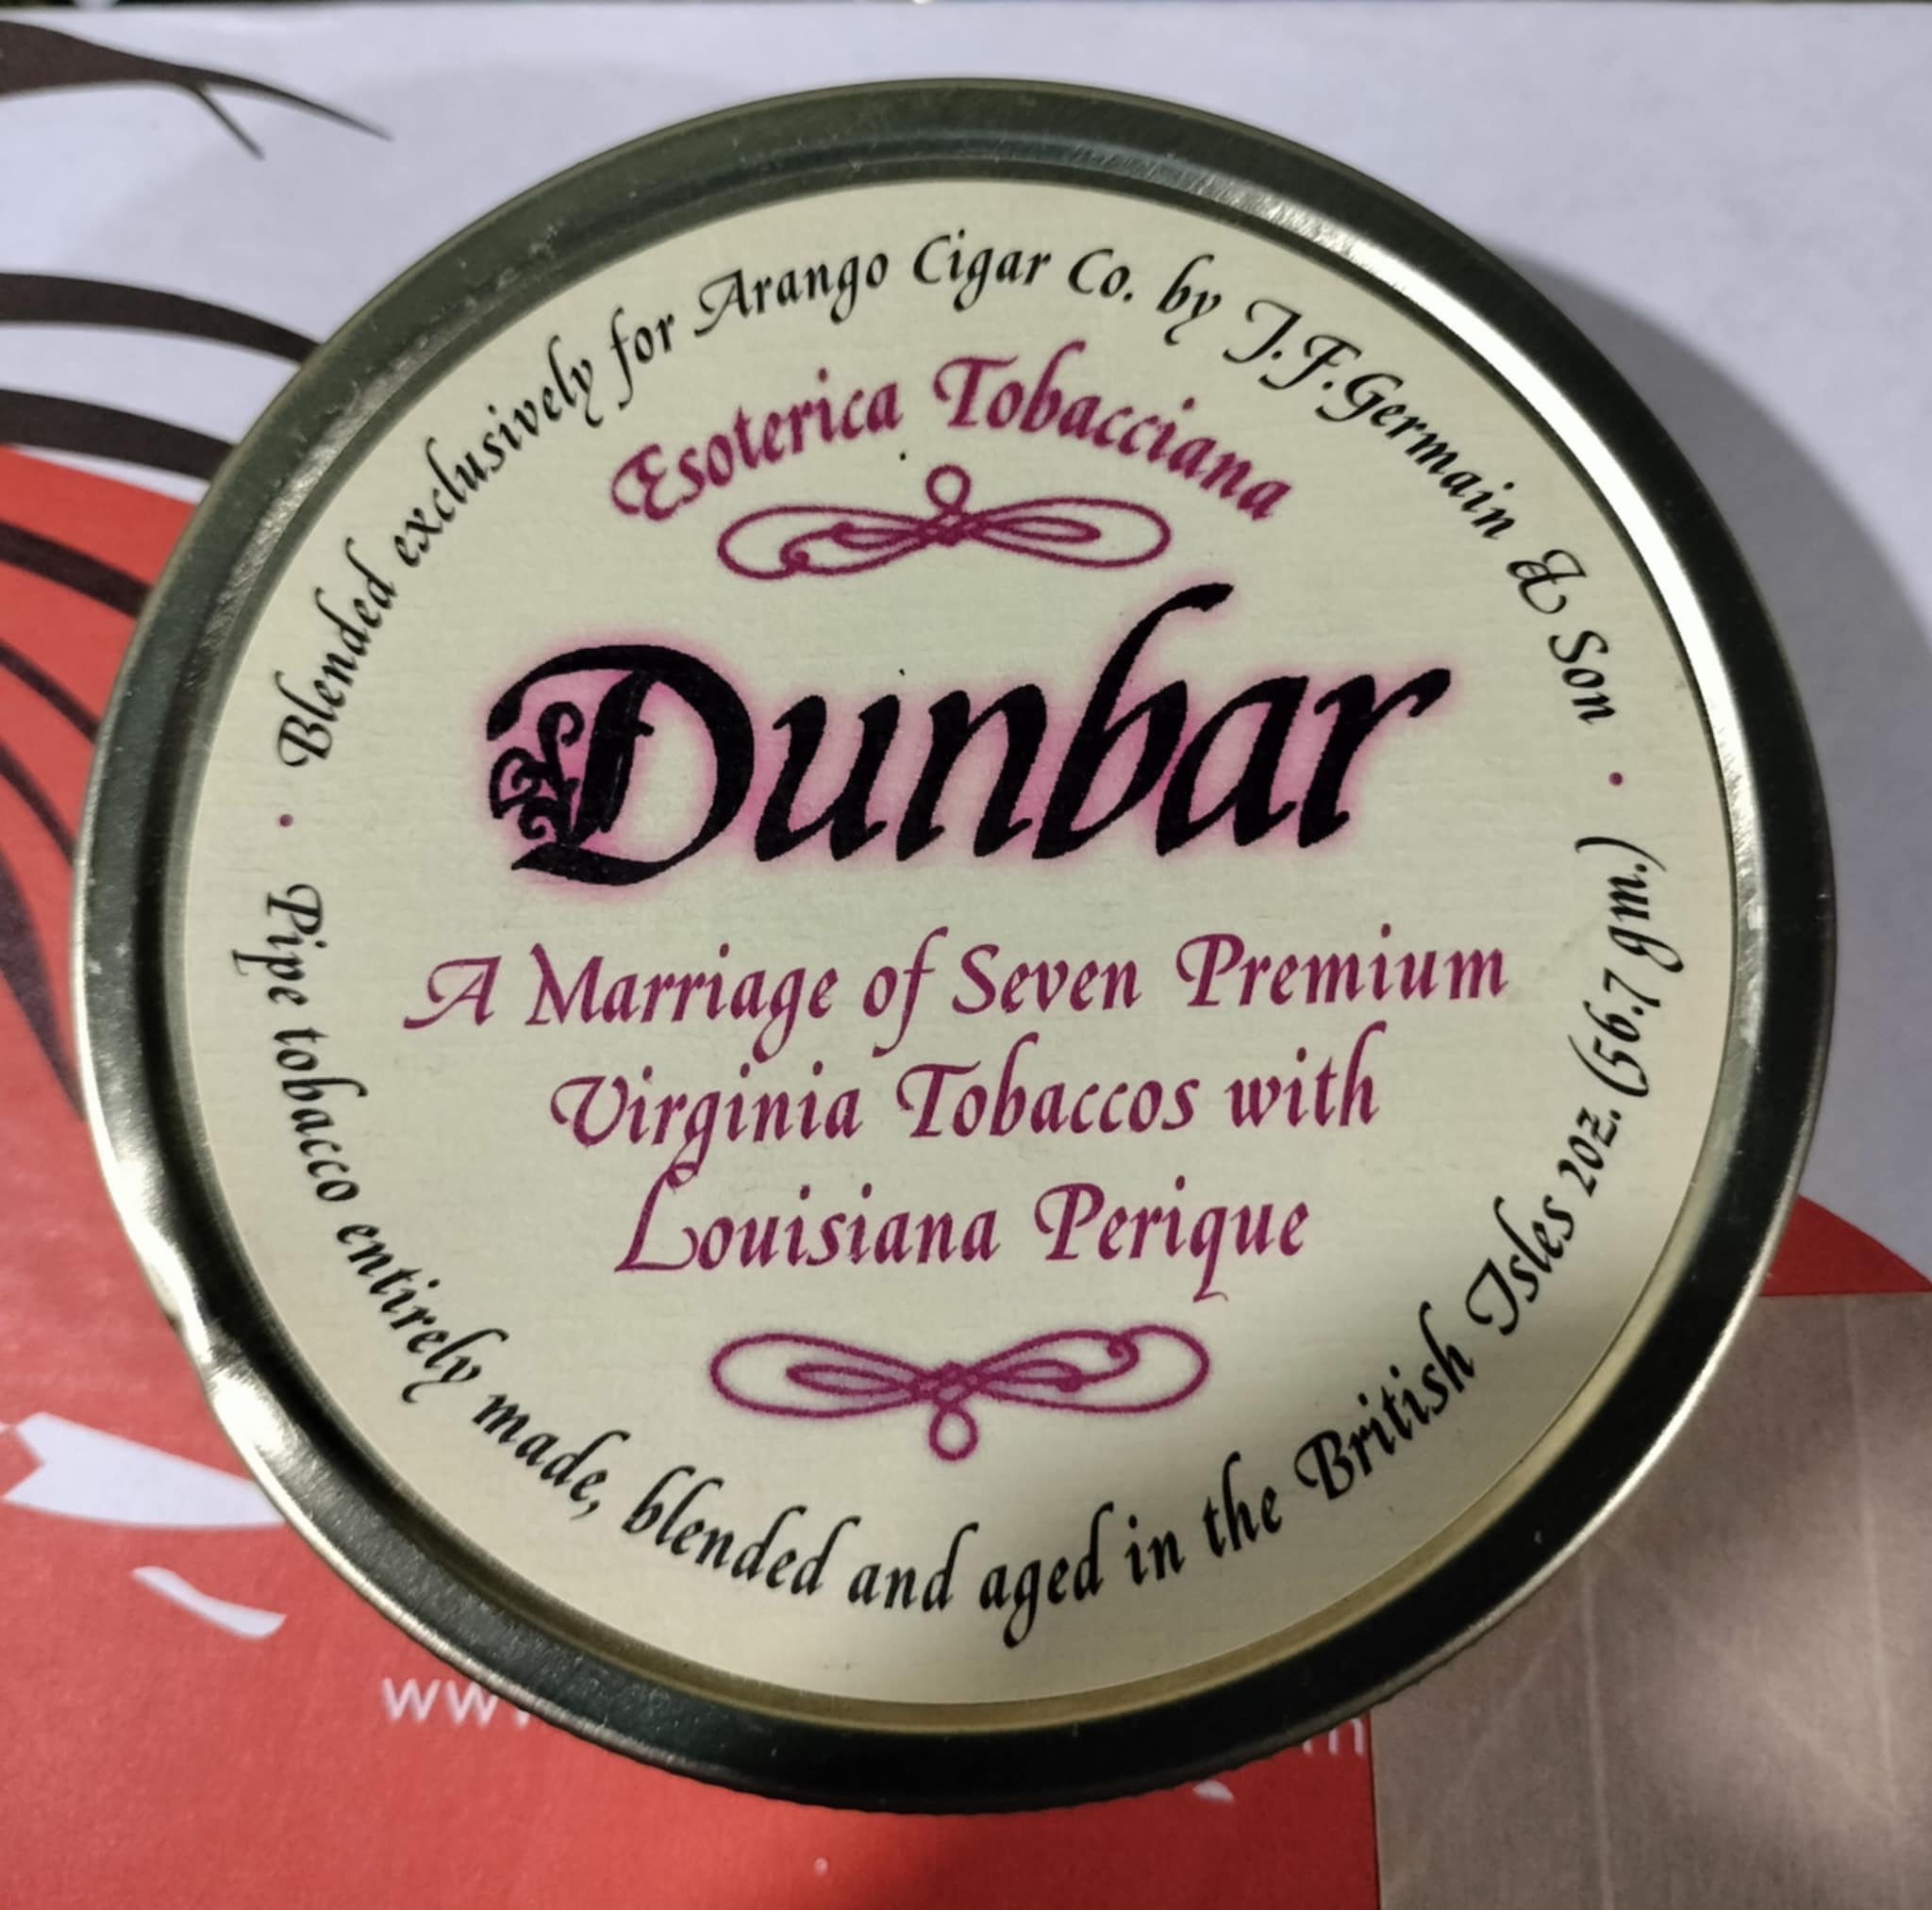 Blended exclusively for Arango Cigar Co. by J.F.Germain & Son
Esoterica Tobacciana
Dunbar
A Marriage of Seven Premium
Virginia Tobaccos with
Louisiana Perique
Pipe tobacco entirely made, blended and aged in the British Isles 2oz. (56.7 gm.)